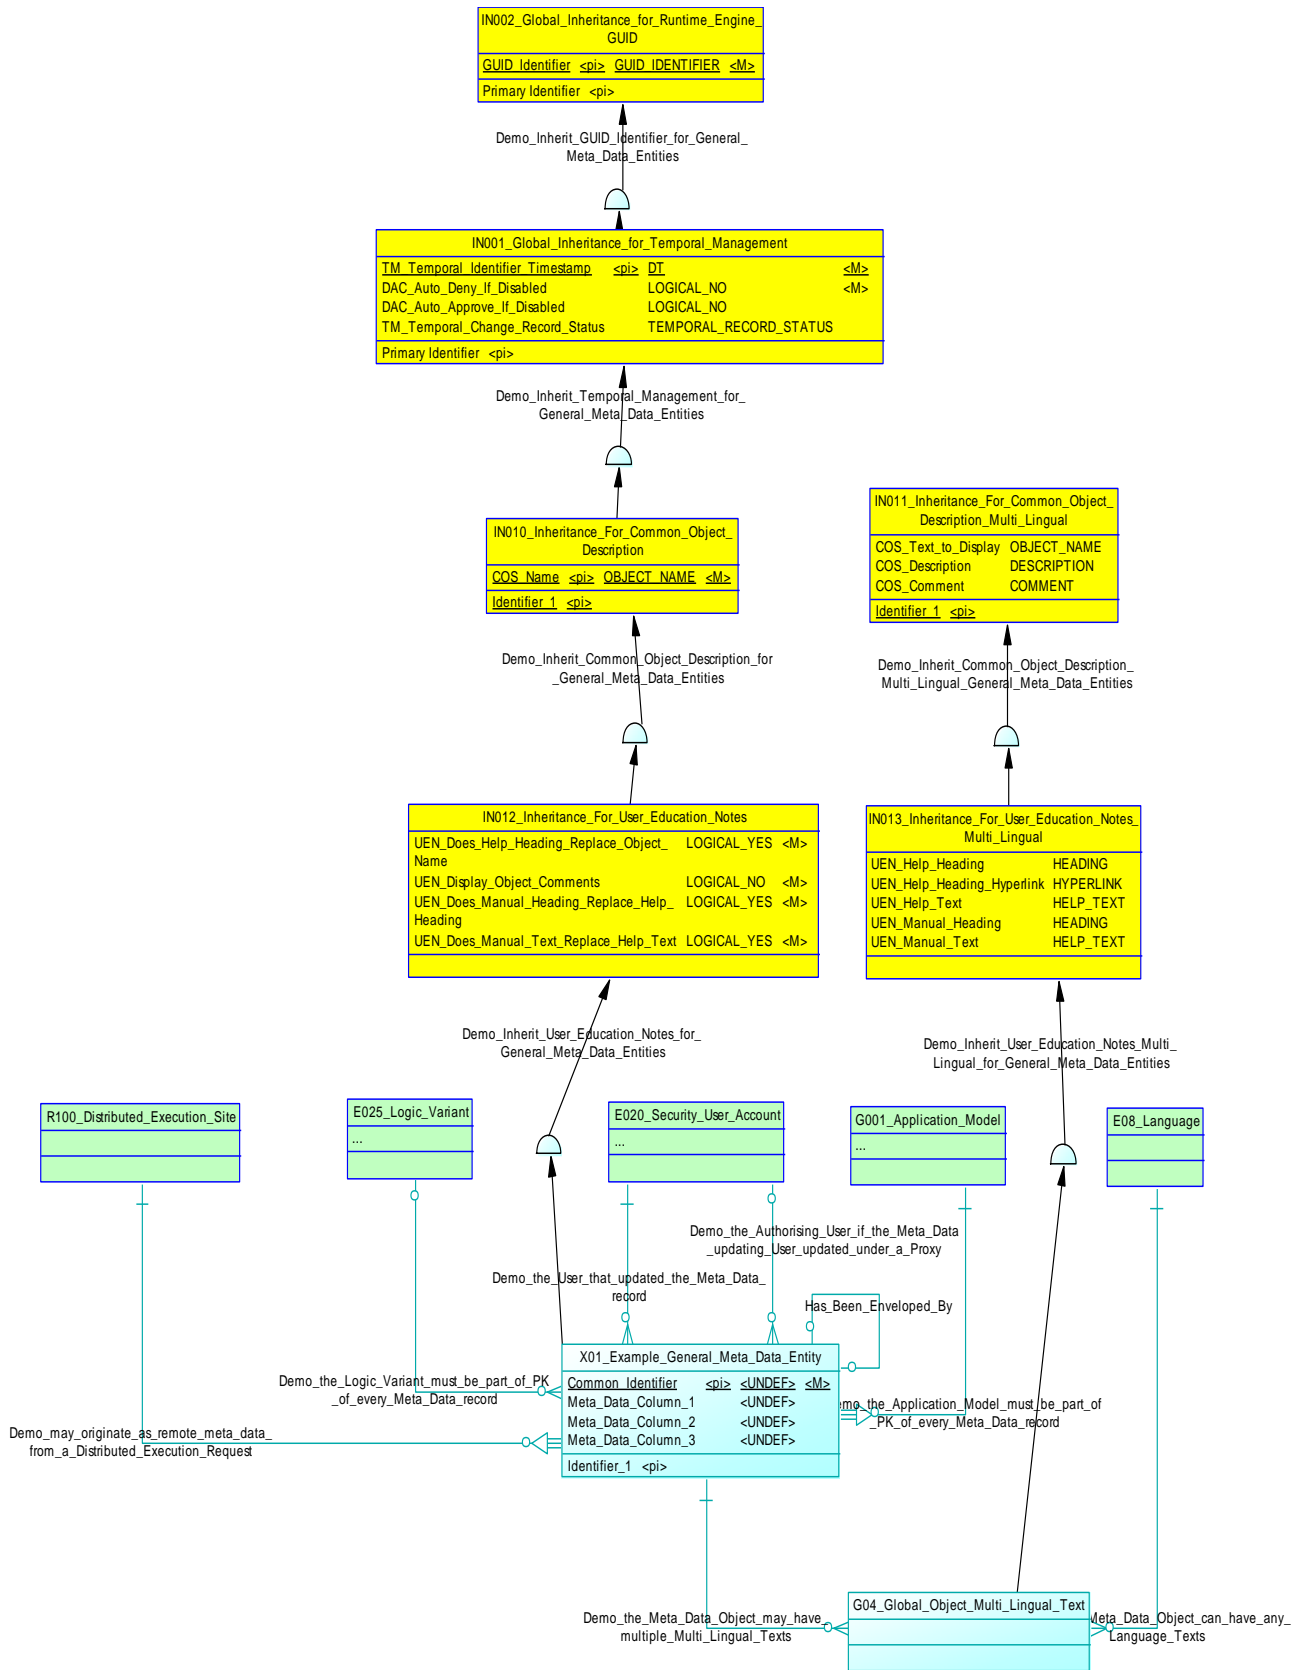 IN002_Global_Inheritance_for_Runtime_Engine_
GUID
GUID_Identifier <pi> GUID_IDENTIFIER <M>
Primary Identifier <pi>
Demo_Inherit_GUID_Identifier_for_General_
Meta_Data_Entities
IN001_Global_Inheritance_for_Temporal_Management
TM_Temporal_Identifier_Timestamp <pi> DT <M>
DAC_Auto_Deny_If_Disabled LOGICAL_NO <M>
DAC_Auto_Approve_If_Disabled LOGICAL_NO
TM_Temporal_Change_Record_Status TEMPORAL_RECORD_STATUS
Primary Identifier <pi>
Demo_Inherit_Temporal_Management_for_
General_Meta_Data_Entities
IN010_Inheritance_For_Common_Object_
Description
COS_Name <pi> OBJECT_NAME <M>
Identifier_1 <pi>
IN011_Inheritance_For_Common_Object_
Description_Multi_Lingual
COS_Text_to_Display OBJECT_NAME
COS_Description DESCRIPTION
COS_Comment COMMENT
Identifier_1 <pi>
Demo_Inherit_Common_Object_Description_for
_General_Meta_Data_Entities
Demo_Inherit_Common_Object_Description_
Multi_Lingual_General_Meta_Data_Entities
IN012_Inheritance_For_User_Education_Notes
UEN_Does_Help_Heading_Replace_Object_ LOGICAL_YES <M>
Name
UEN_Display_Object_Comments LOGICAL_NO <M>
UEN_Does_Manual_Heading_Replace_Help_ LOGICAL_YES <M>
Heading
UEN_Does_Manual_Text_Replace_Help_Text LOGICAL_YES <M>
IN013_Inheritance_For_User_Education_Notes_
Multi_Lingual
UEN_Help_Heading HEADING
UEN_Help_Heading_Hyperlink HYPERLINK
UEN_Help_Text HELP_TEXT
UEN_Manual_Heading HEADING
UEN_Manual_Text HELP_TEXT
Demo_Inherit_User_Education_Notes_for_
General_Meta_Data_Entities
Demo_Inherit_User_Education_Notes_Multi_
Lingual_for_General_Meta_Data_Entities
R100_Distributed_Execution_Site
E025_Logic_Variant
...
E020_Security_User_Account
...
G001_Application_Model
...
E08_Language
Demo_the_Authorising_User_if_the_Meta_Data
_updating_User_updated_under_a_Proxy
Demo_the_User_that_updated_the_Meta_Data_
record
Has_Been_Enveloped_By
X01_Example_General_Meta_Data_Entity
Common_Identifier <pi> <UNDEF> <M>
Meta_Data_Column_1 <UNDEF>
Meta_Data_Column_2 <UNDEF>
Meta_Data_Column_3 <UNDEF>
Identifier_1 <pi>
Demo_the_Logic_Variant_must_be_part_of_PK
_of_every_Meta_Data_record
emo_the_Application_Model_must_be_part_of
_PK_of_every_Meta_Data_record
Demo_may_originate_as_remote_meta_data_
from_a_Distributed_Execution_Request
G04_Global_Object_Multi_Lingual_Text
Demo_the_Meta_Data_Object_may_have_
multiple_Multi_Lingual_Texts
Meta_Data_Object_can_have_any_
Language_Texts